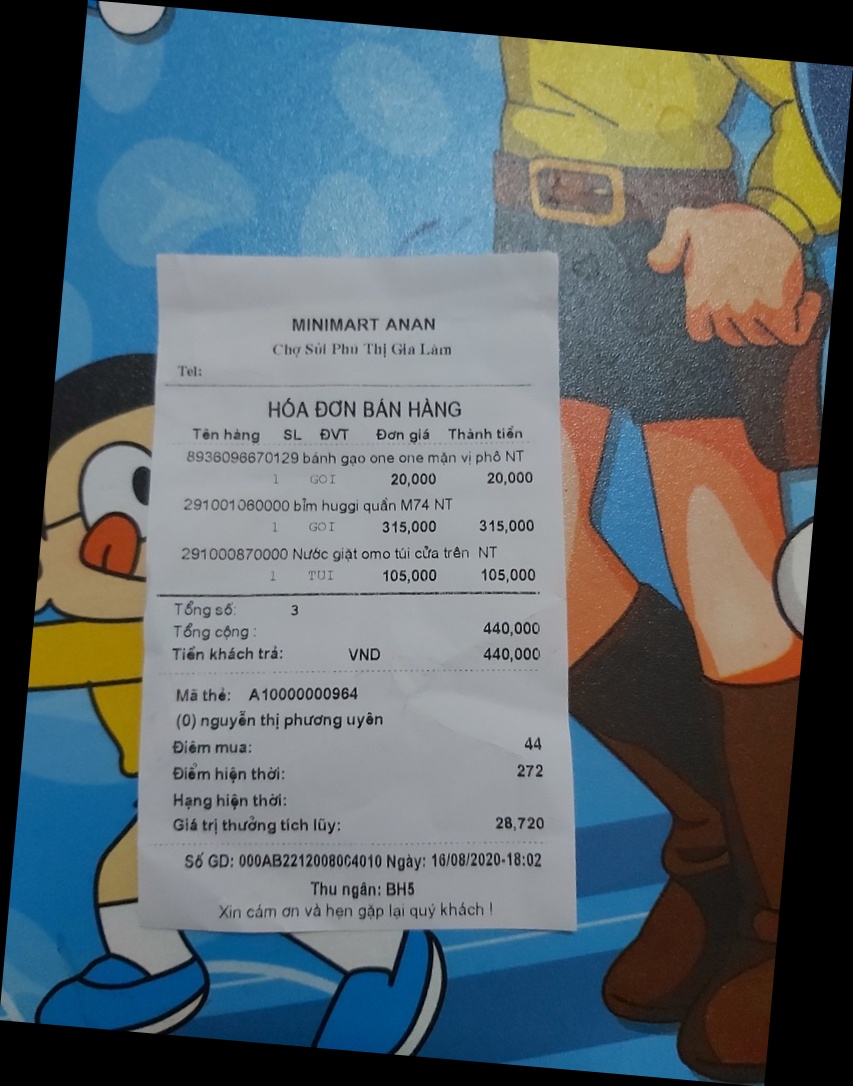 MINIMART ANAN
Chợ Sủi Phú Thị Gia Lâm
Tel:
HÓA ĐƠN BÁN HÀNG
Tên hàng SL ĐVT Đơn giá Thành tiền
8936096670129 bánh gạo one one mặn vị phô NT
1 GOI 20,000 20,000
291001060000 bỉm huggi quần M74 NT
1 GOI 315,000 315,000
291000870000 Nước giặt omo túi cửa trên NT
1 TUI 105,000 105,000
Tổng số: 3
Tổng cộng : 440,000
Tiền khách trả: VND 440,000
Mã thẻ: A10000000964
(0) nguyễn thị phương uyên
Điểm mua: 44
Điểm hiện thời: 272
Hạng hiện thời:
Giá trị thưởng tích lũy: 28,720
Số GD: 000AB2212008004010 Ngày: 16/08/2020-18:02
Thu ngân: BH5
Xin cám ơn và hẹn gặp lại quý khách !